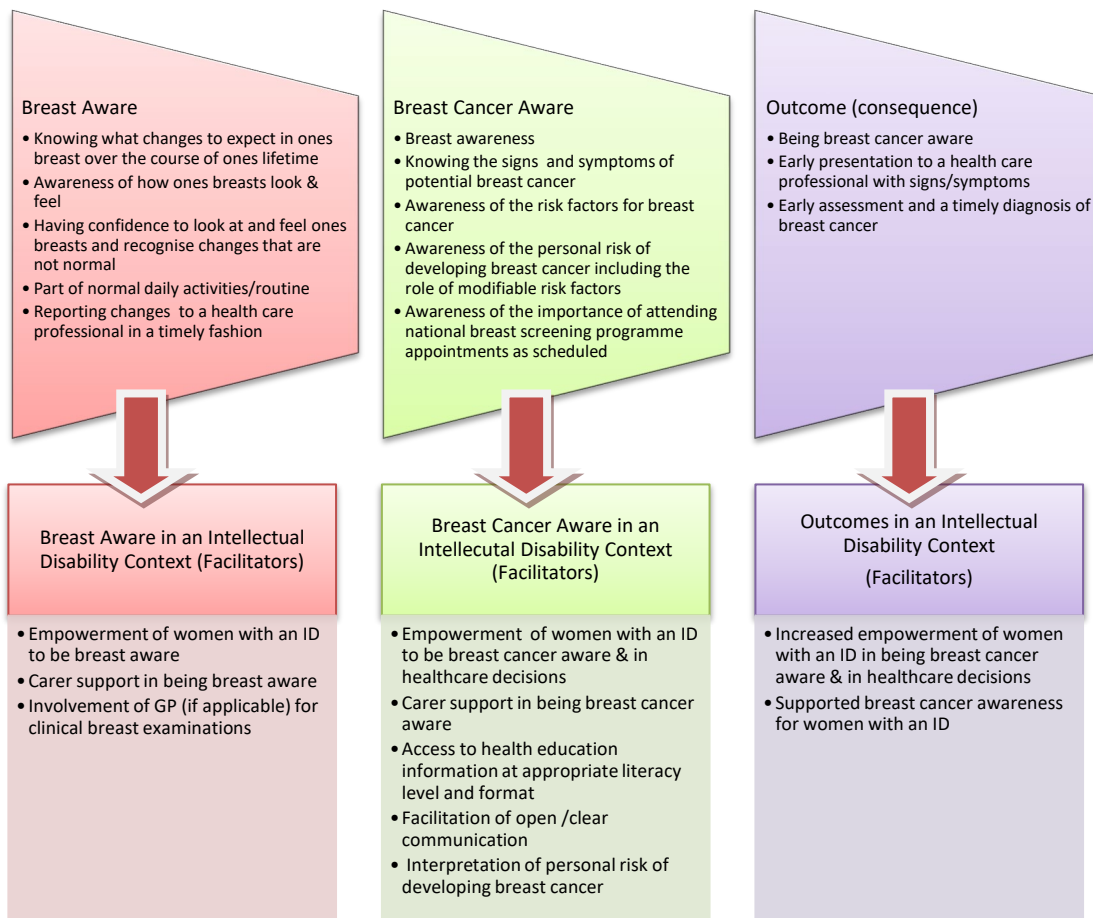 Breast Aware
• Knowing what changes to expect in ones
breast over the course of ones lifetime
• Awareness of how ones breasts look &
feel
• Having confidence to look at and feel ones
breasts and recognise changes that are
not normal
• Part of normal daily activities/routine
• Reporting changes to a health care
professional in a timely fashion
Breast Cancer Aware
• Breast awareness
• Knowing the signs and symptoms of
potential breast cancer
• Awareness of the risk factors for breast
cancer
• Awareness of the personal risk of
developing breast cancer including the
role of modifiable risk factors
• Awareness of the importance of attending
national breast screening programme
appointments as scheduled
Outcome (consequence)
• Being breast cancer aware
• Early presentation to a health care
professional with signs/symptoms
• Early assessment and a timely diagnosis of
breast cancer
Breast Aware in an Intellectual
Disability Context (Facilitators)
• Empowerment of women with an ID
to be breast aware
• Carer support in being breast aware
• Involvement of GP (if applicable) for
clinical breast examinations
Breast Cancer Aware in an
Intellecutal Disability Context
(Facilitators)
• Empowerment of women with an ID
to be breast cancer aware & in
healthcare decisions
• Carer support in being breast cancer
aware
• Access to health education
information at appropriate literacy
level and format
• Facilitation of open /clear
communication
• Interpretation of personal risk of
developing breast cancer
Outcomes in an Intellectual
Disability Context
(Facilitators)
• Increased empowerment of women
with an ID in being breast cancer
aware & in healthcare decisions
• Supported breast cancer awareness
for women with an ID